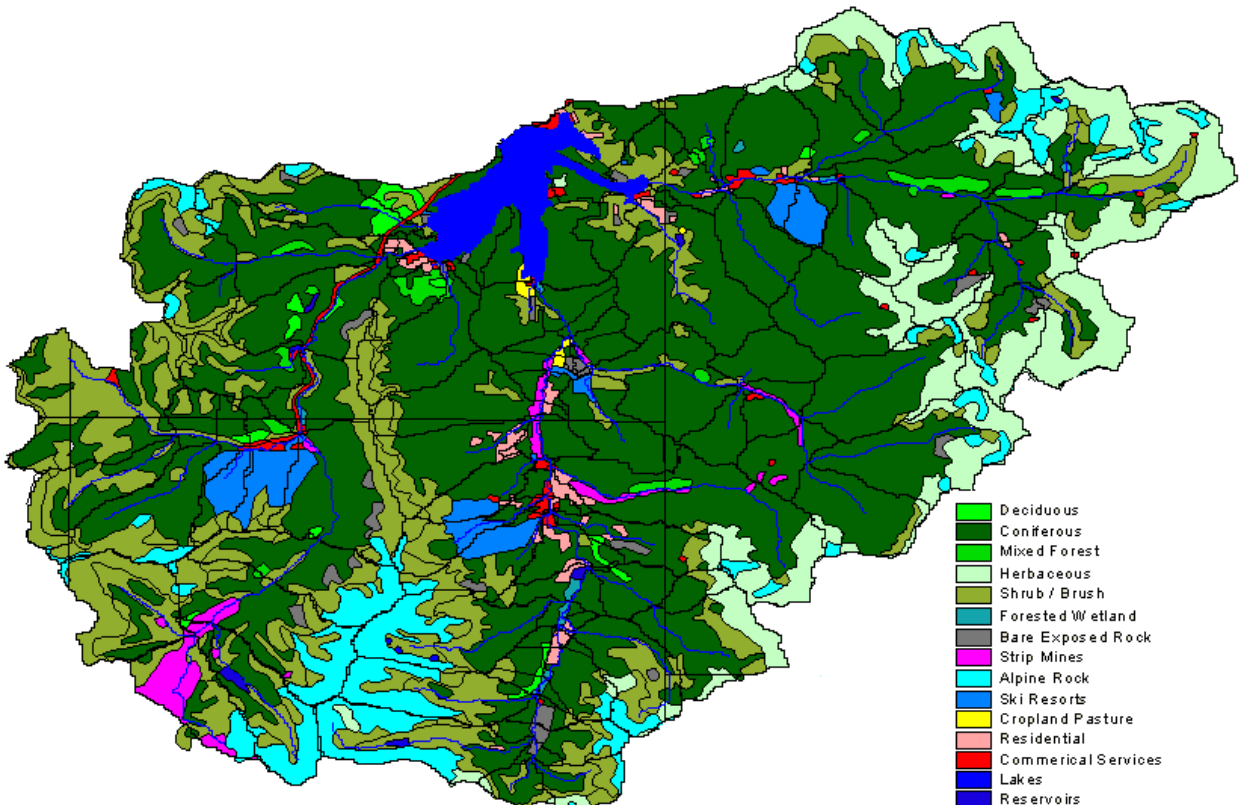 Deciduous
Coniferous
Mixed Forest
Herbaceous
Shrub / Brush
Forested Wetland
Bare Exposed Rock
Strip Mines
Alpine Rock
Ski Resorts
Cropland Pasture
Residential
Commerical Services
Lakes
Reservoirs